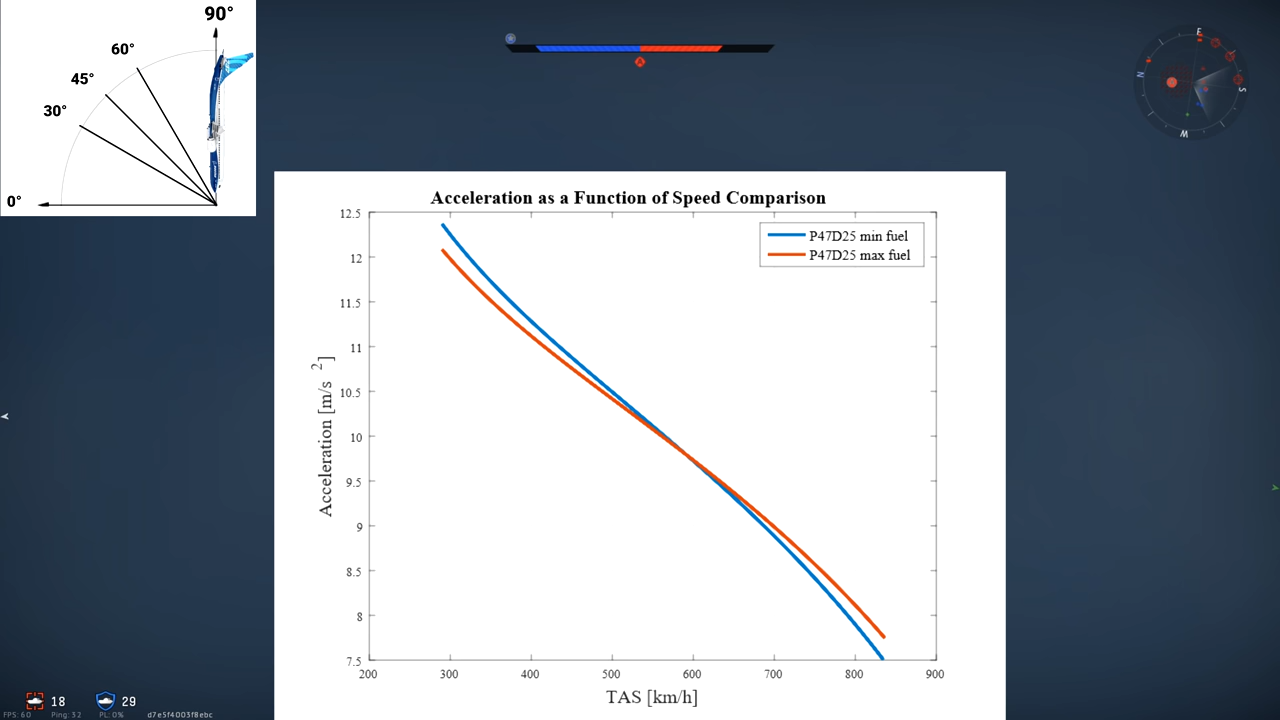 90°
60°
45°
30°
0°
E
N
S
W
Acceleration as a Function of Speed Comparison
P47D25 min fuel
P47D25 max fuel
12.5
12
11.5
11
10.5
10
9.5
9
8.5
8
7.5
Acceleration [m/s 2]
200 300 400 500 600 700 800 900
TAS [km/h]
18 29
FPS: 60 Ping: 32 PL: 0% d7e5f4003f8ebc